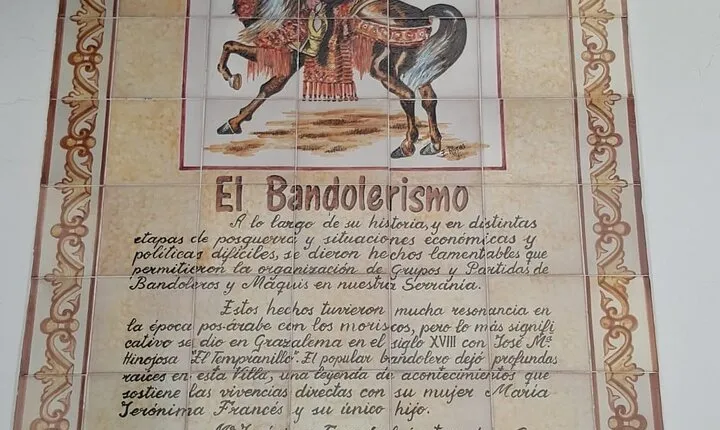 El Bandolerismo
A lo largo de su historia, y en distintas
etapas de posguerra y situaciones económicas y
políticas difíciles, se dieron hechos lamentables que
permitieron la organización de Grupos y Partidas de
Bandoleros y Maquis en nuestra Serranía.
Estos hechos tuvieron mucha resonancia en
la época pos-árabe con los moriscos, pero lo más signifi
cativo se dio en Grazalema en el siglo XVIII con José Mª
Hinojosa "El Tempranillo". El popular bandolero dejó profundas
raíces en esta Villa, una leyenda de acontecimientos que
sostiene las vivencias directas con su mujer María
Jerónima Francés y su único hijo.